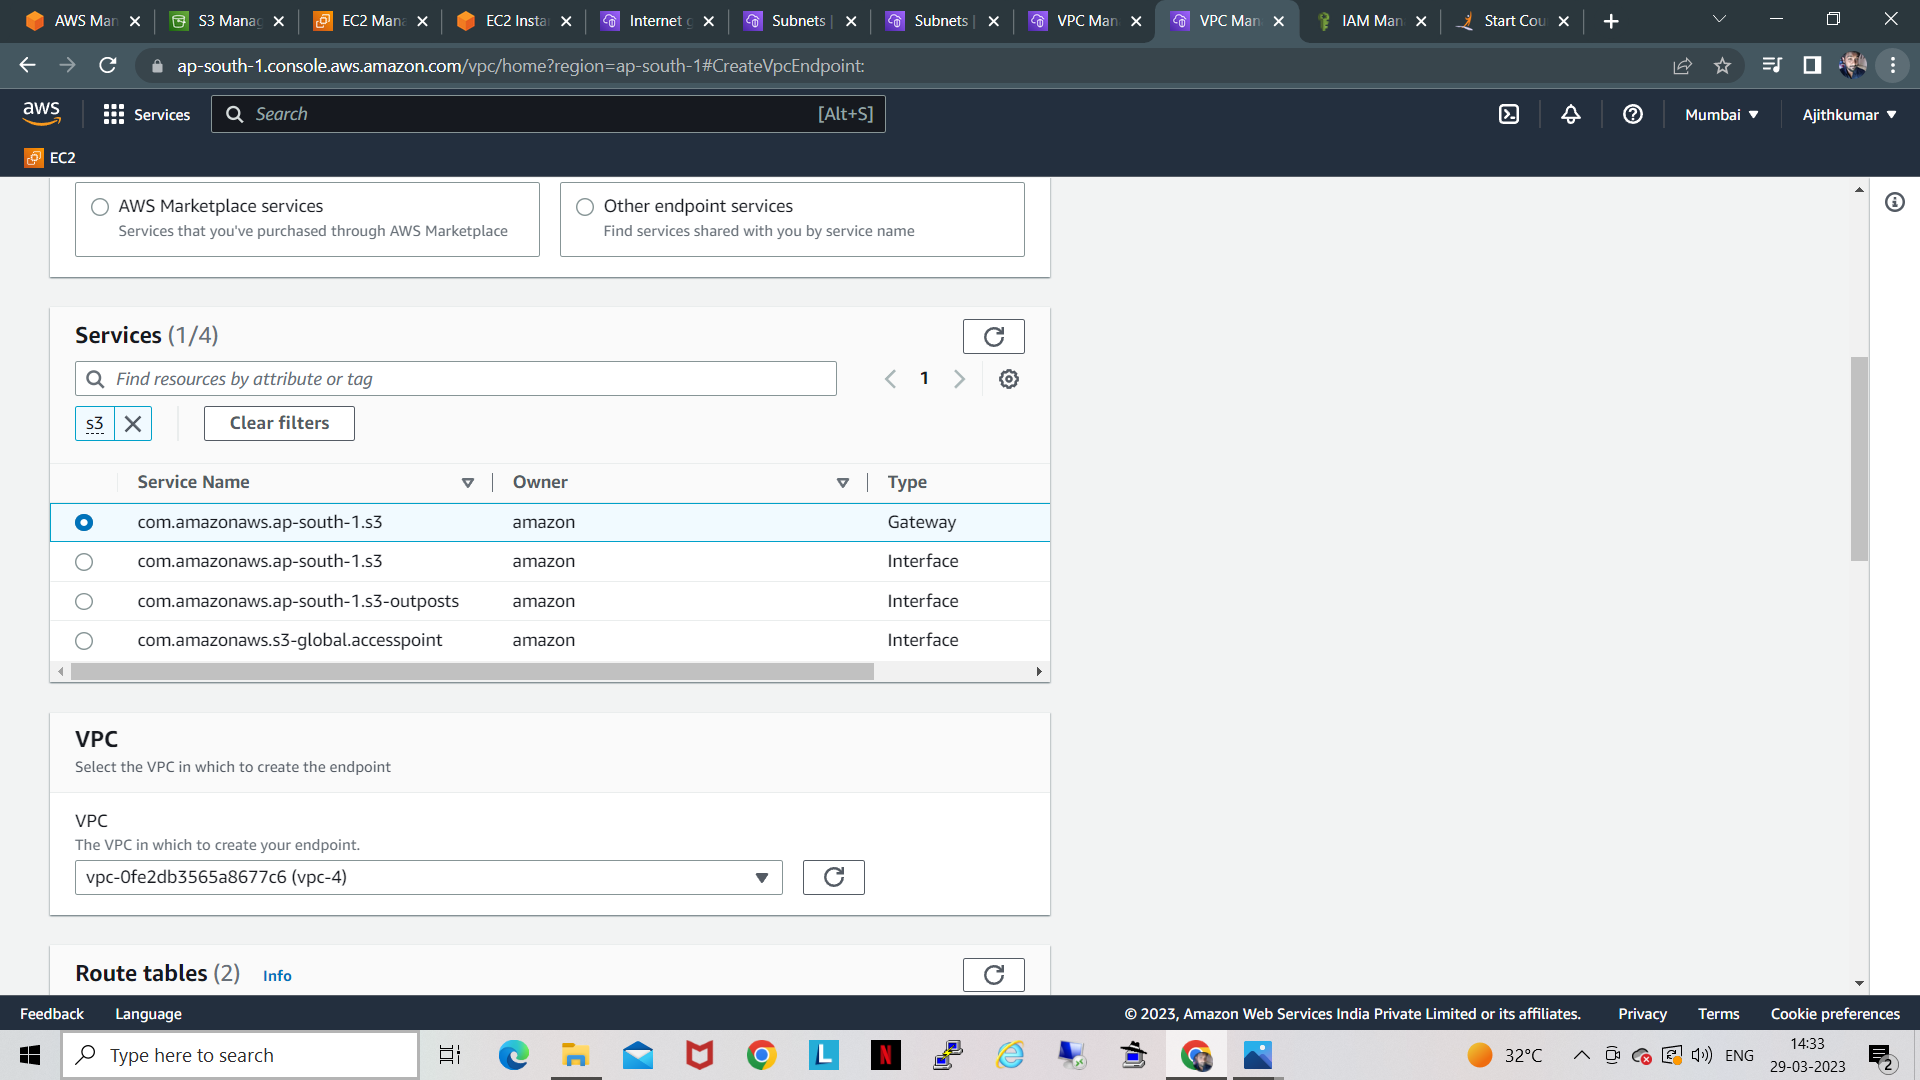 AWS Man
S3 Manag
EC2 Mana
EC2 Insta
Internet g
Subnets |
Subnets |
VPC Man
VPC Man
IAM Man
Start Cou
ap-south-1.console.aws.amazon.com/vpc/home?region=ap-south-1#CreateVpcEndpoint:
aws
Services
Search
[Alt+S]
Mumbai
Ajithkumar
EC2
AWS Marketplace services
Services that you've purchased through AWS Marketplace
Other endpoint services
Find services shared with you by service name
Services (1/4)
Find resources by attribute or tag
1
s3
Clear filters
Service Name Owner Type
com.amazonaws.ap-south-1.s3 amazon Gateway
com.amazonaws.ap-south-1.s3 amazon Interface
com.amazonaws.ap-south-1.s3-outposts amazon Interface
com.amazonaws.s3-global.accesspoint amazon Interface
VPC
Select the VPC in which to create the endpoint
VPC
The VPC in which to create your endpoint.
vpc-0fe2db3565a8677c6 (vpc-4)
Route tables (2) Info
Feedback Language © 2023, Amazon Web Services India Private Limited or its affiliates. Privacy Terms Cookie preferences
Type here to search
L
N
32°C
ENG
14:33
29-03-2023
2